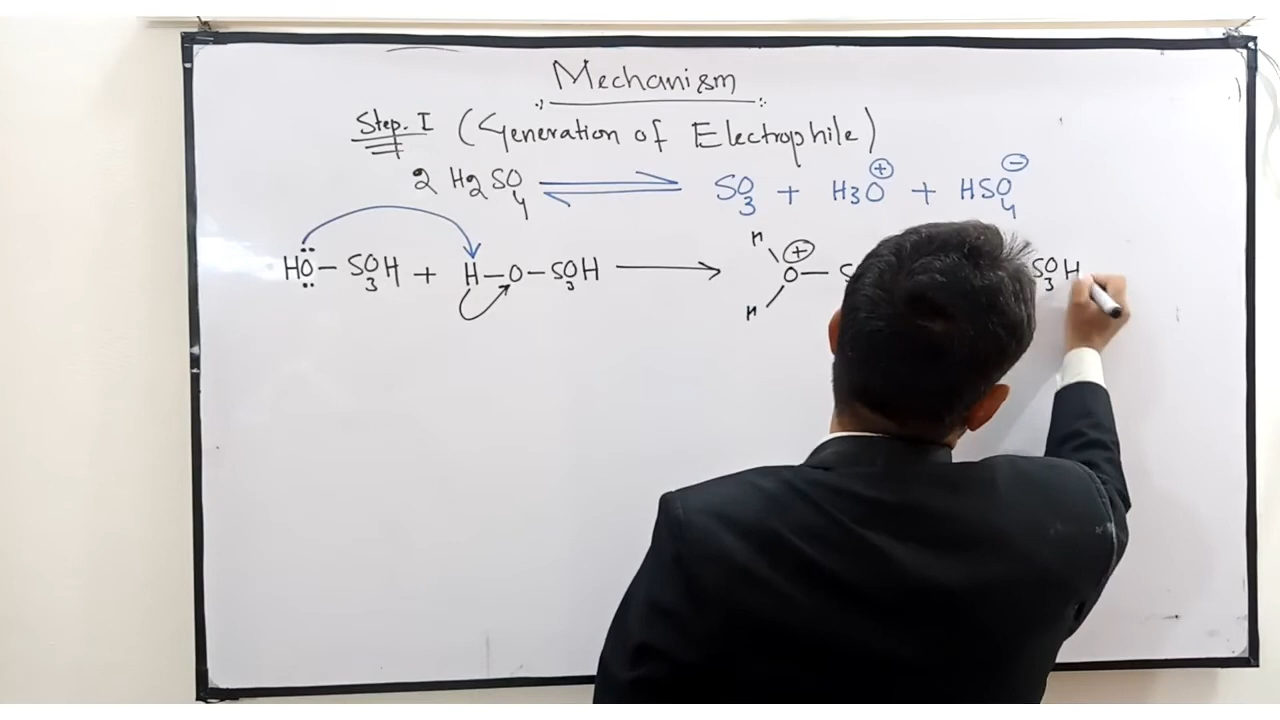 Mechanism
Step. I (Generation of Electrophile)
2 H2SO4 ⇌ SO3 + H3O⊕ + HSO4⊖
HO – SO3H + H–O–SO3H ⟶ H H O⊕ – S SO3H